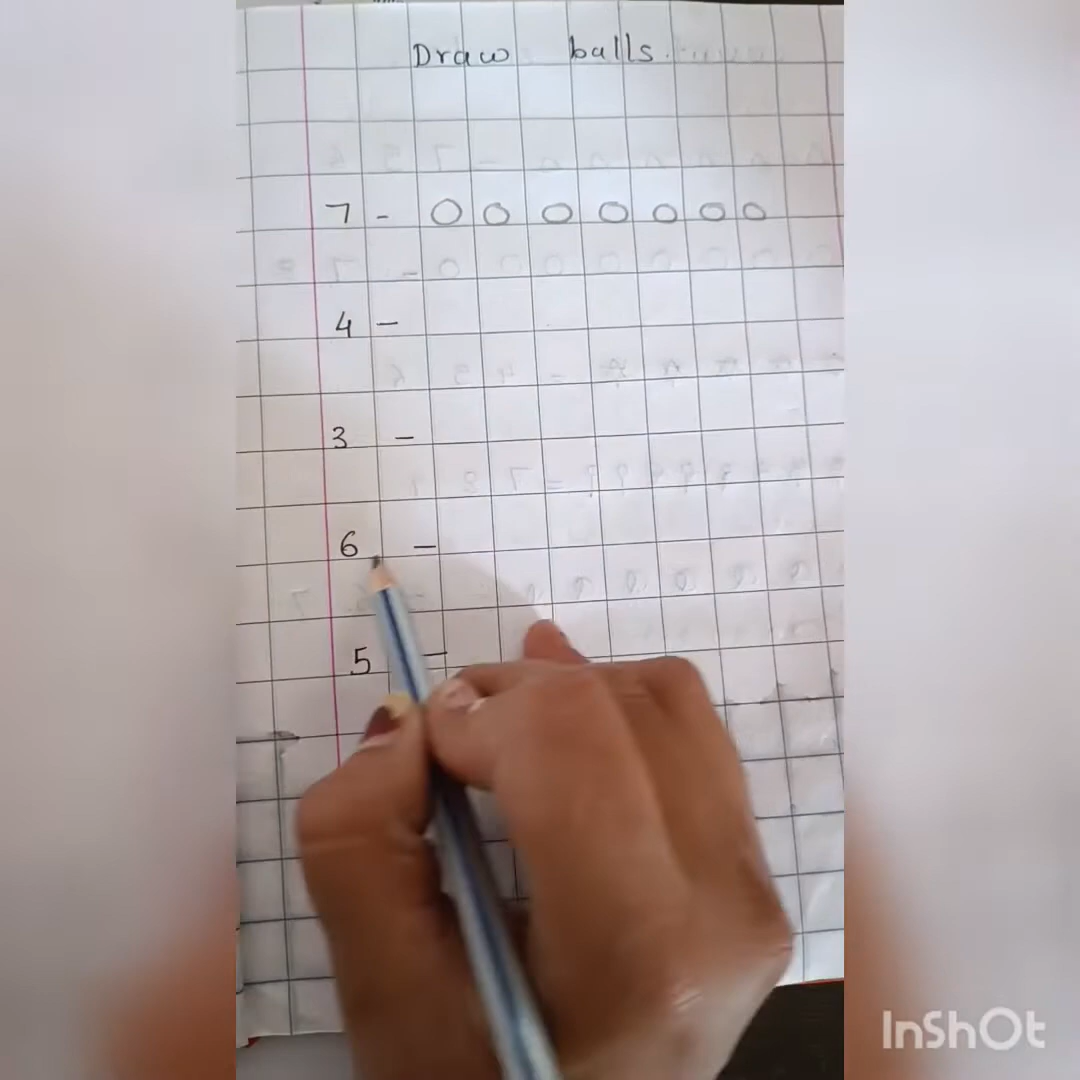 Draw balls.
7 - O O O O O O O
4 -
3 -
6 -
5 -
InShOt